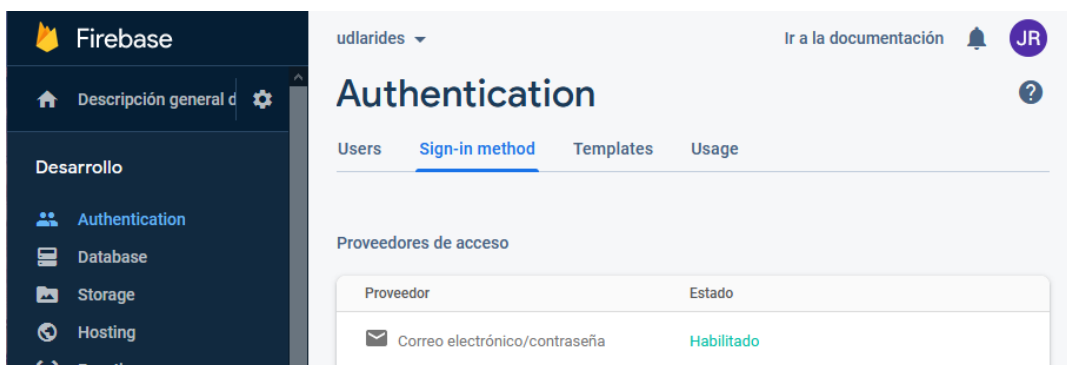 Firebase
Descripción general d
Desarrollo
Authentication
Database
Storage
Hosting
udlarides
Ir a la documentación
JR
Authentication
?
Users Sign-in method Templates Usage
Proveedores de acceso
Proveedor Estado
Correo electrónico/contraseña Habilitado